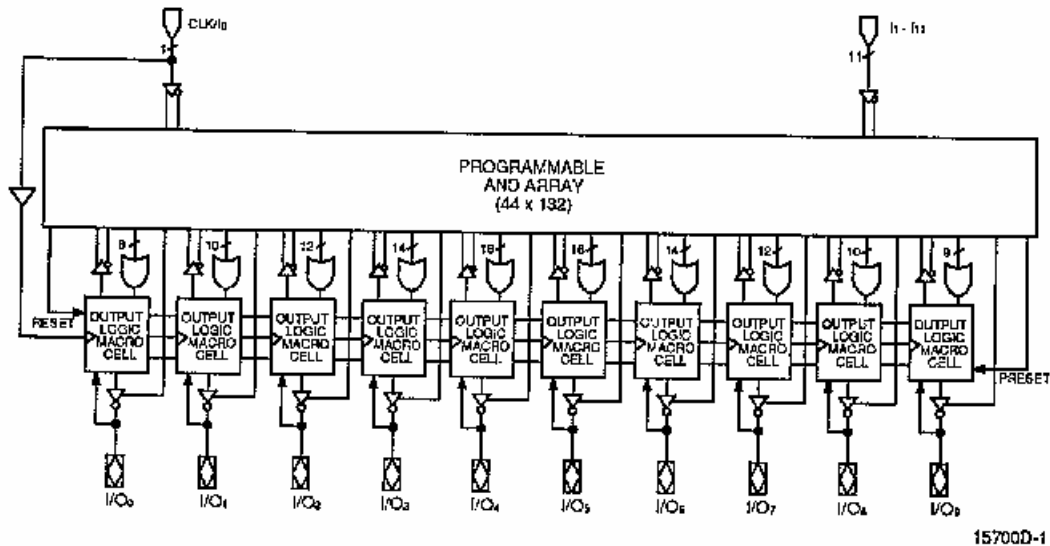 CLK/I0
I1 - I11
1
11
PROGRAMMABLE
AND ARRAY
(44 x 132)
8 10 12 14 16 16 14 12 10 8
RESET
OUTPUT LOGIC MACRO CELL
OUTPUT LOGIC MACRO CELL
OUTPUT LOGIC MACRO CELL
OUTPUT LOGIC MACRO CELL
OUTPUT LOGIC MACRO CELL
OUTPUT LOGIC MACRO CELL
OUTPUT LOGIC MACRO CELL
OUTPUT LOGIC MACRO CELL
OUTPUT LOGIC MACRO CELL
OUTPUT LOGIC MACRO CELL
PRESET
I/O0 I/O1 I/O2 I/O3 I/O4 I/O5 I/O6 I/O7 I/O8 I/O9
15700D-1